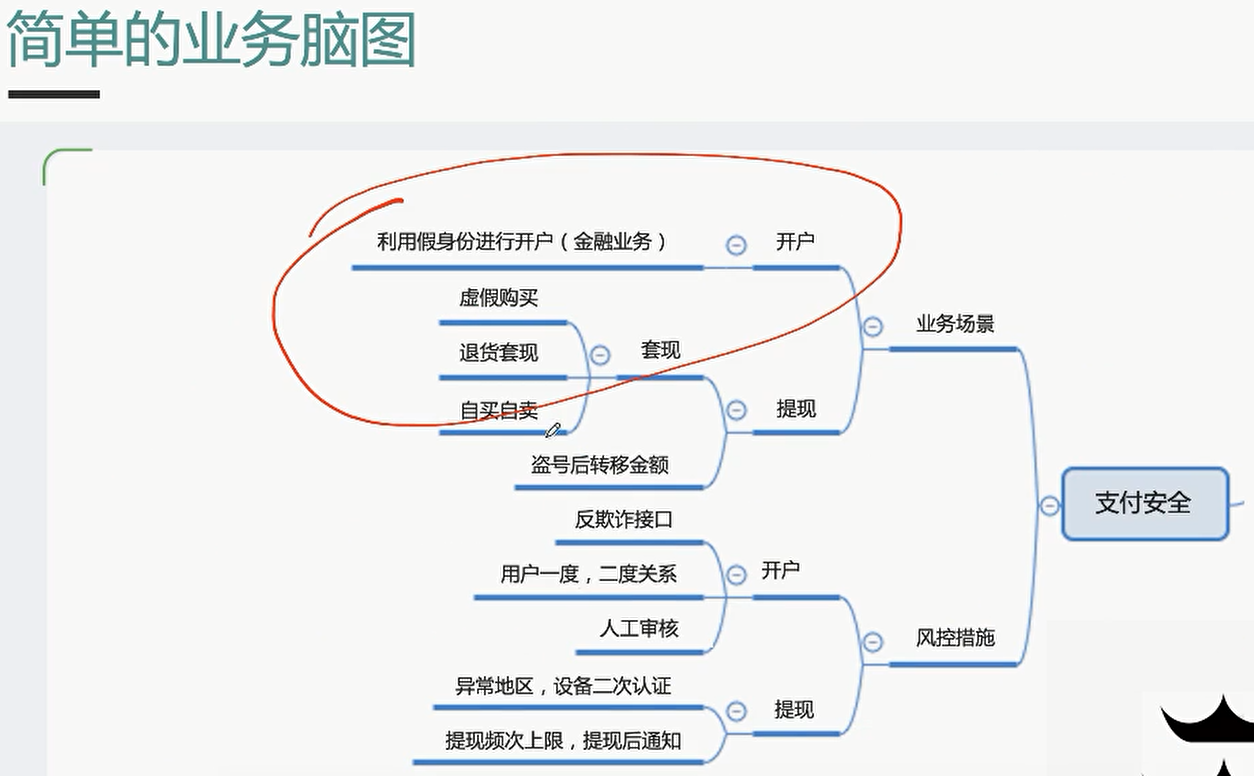 简单的业务脑图
利用假身份进行开户（金融业务）
开户
虚假购买
业务场景
套现
退货套现
提现
自买自卖
盗号后转移金额
支付安全
反欺诈接口
开户
用户一度，二度关系
人工审核
风控措施
异常地区，设备二次认证
提现
提现频次上限，提现后通知